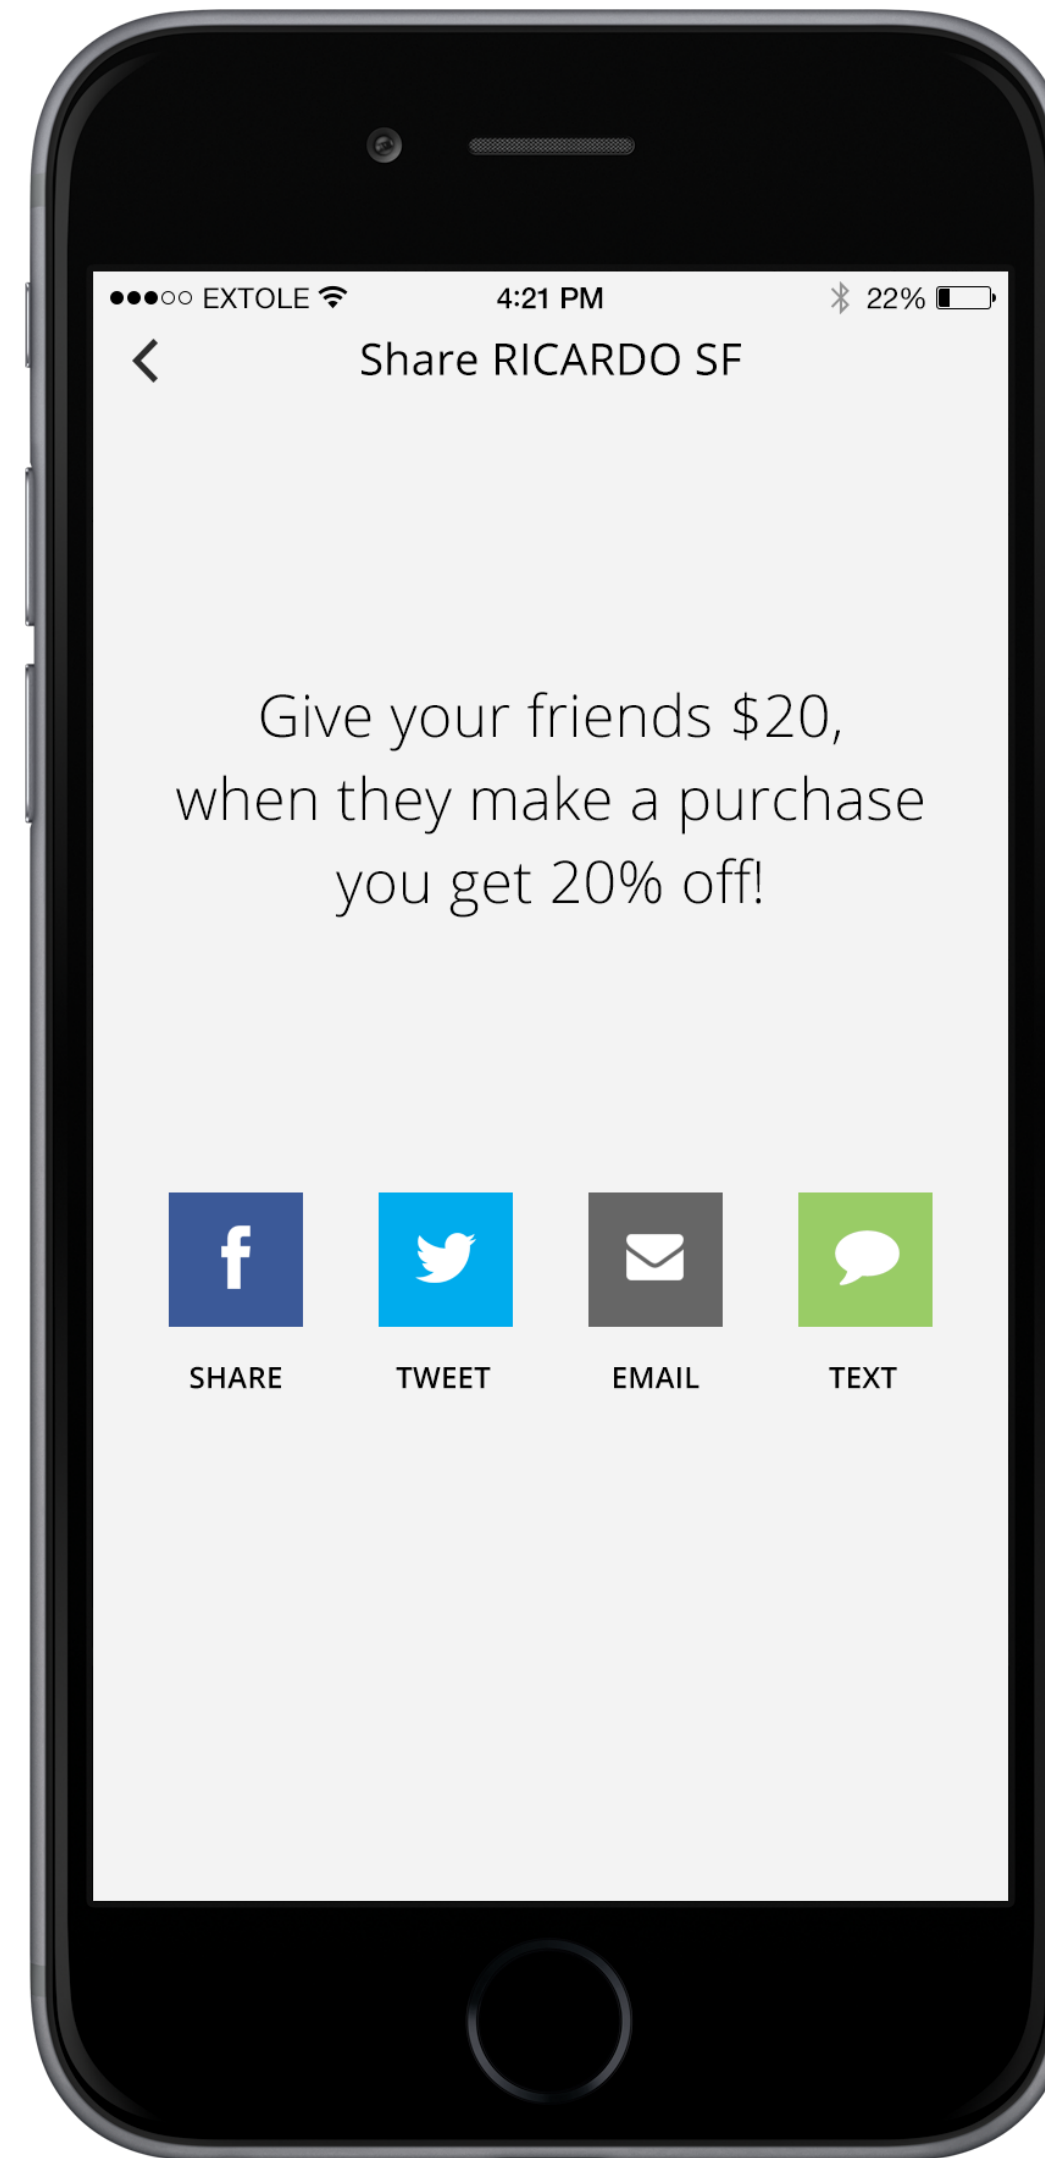 EXTOLE 4:21 PM 22%
Share RICARDO SF
Give your friends $20,
when they make a purchase
you get 20% off!
SHARE TWEET EMAIL TEXT